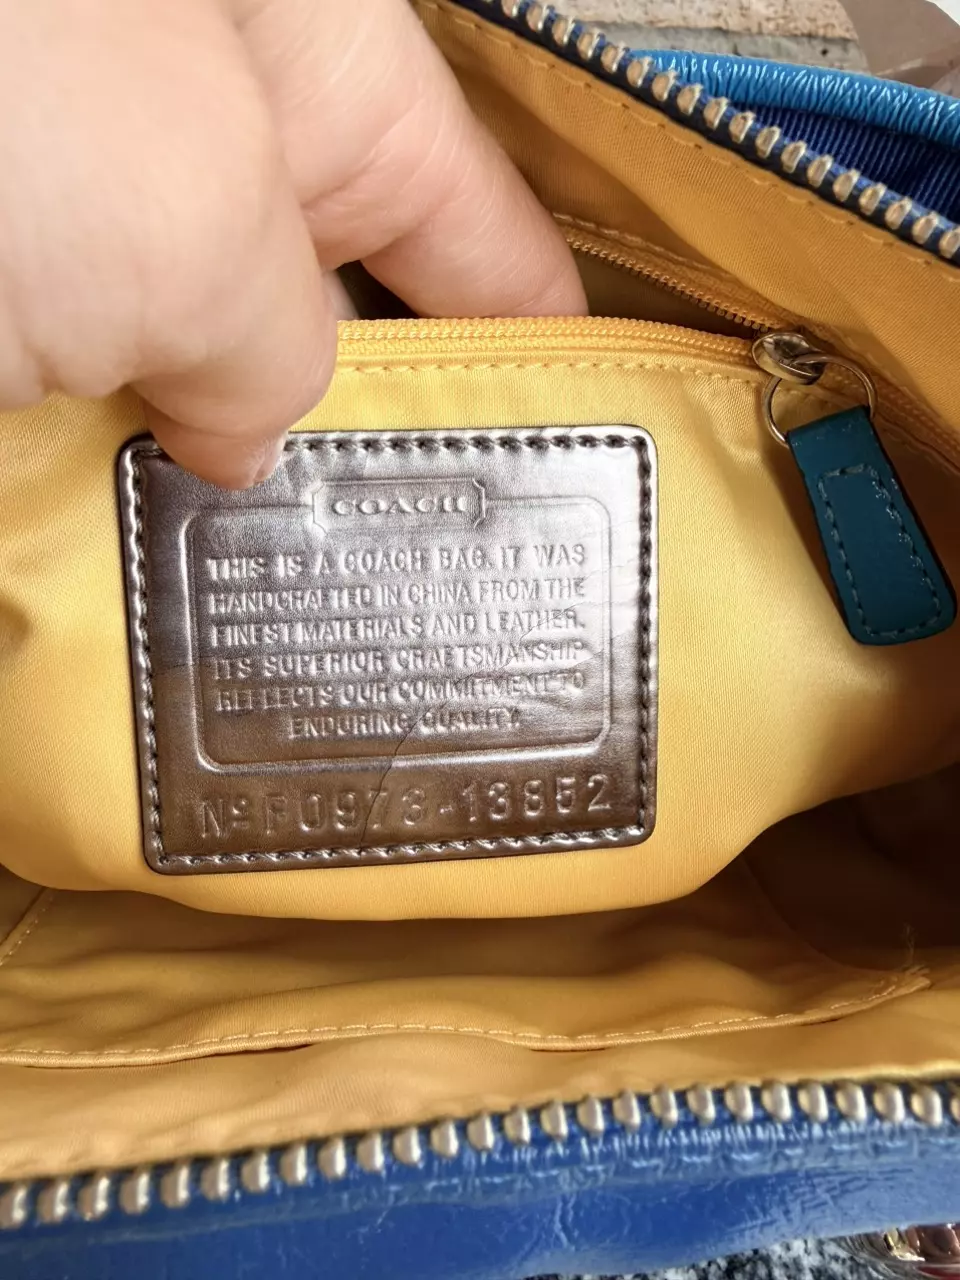 COACH
THIS IS A COACH BAG. IT WAS
HANDCRAFTED IN CHINA FROM THE
FINEST MATERIALS AND LEATHER.
ITS SUPERIOR CRAFTSMANSHIP
REFLECTS OUR COMMITMENT TO
ENDURING QUALITY.
Nº F0973-13852